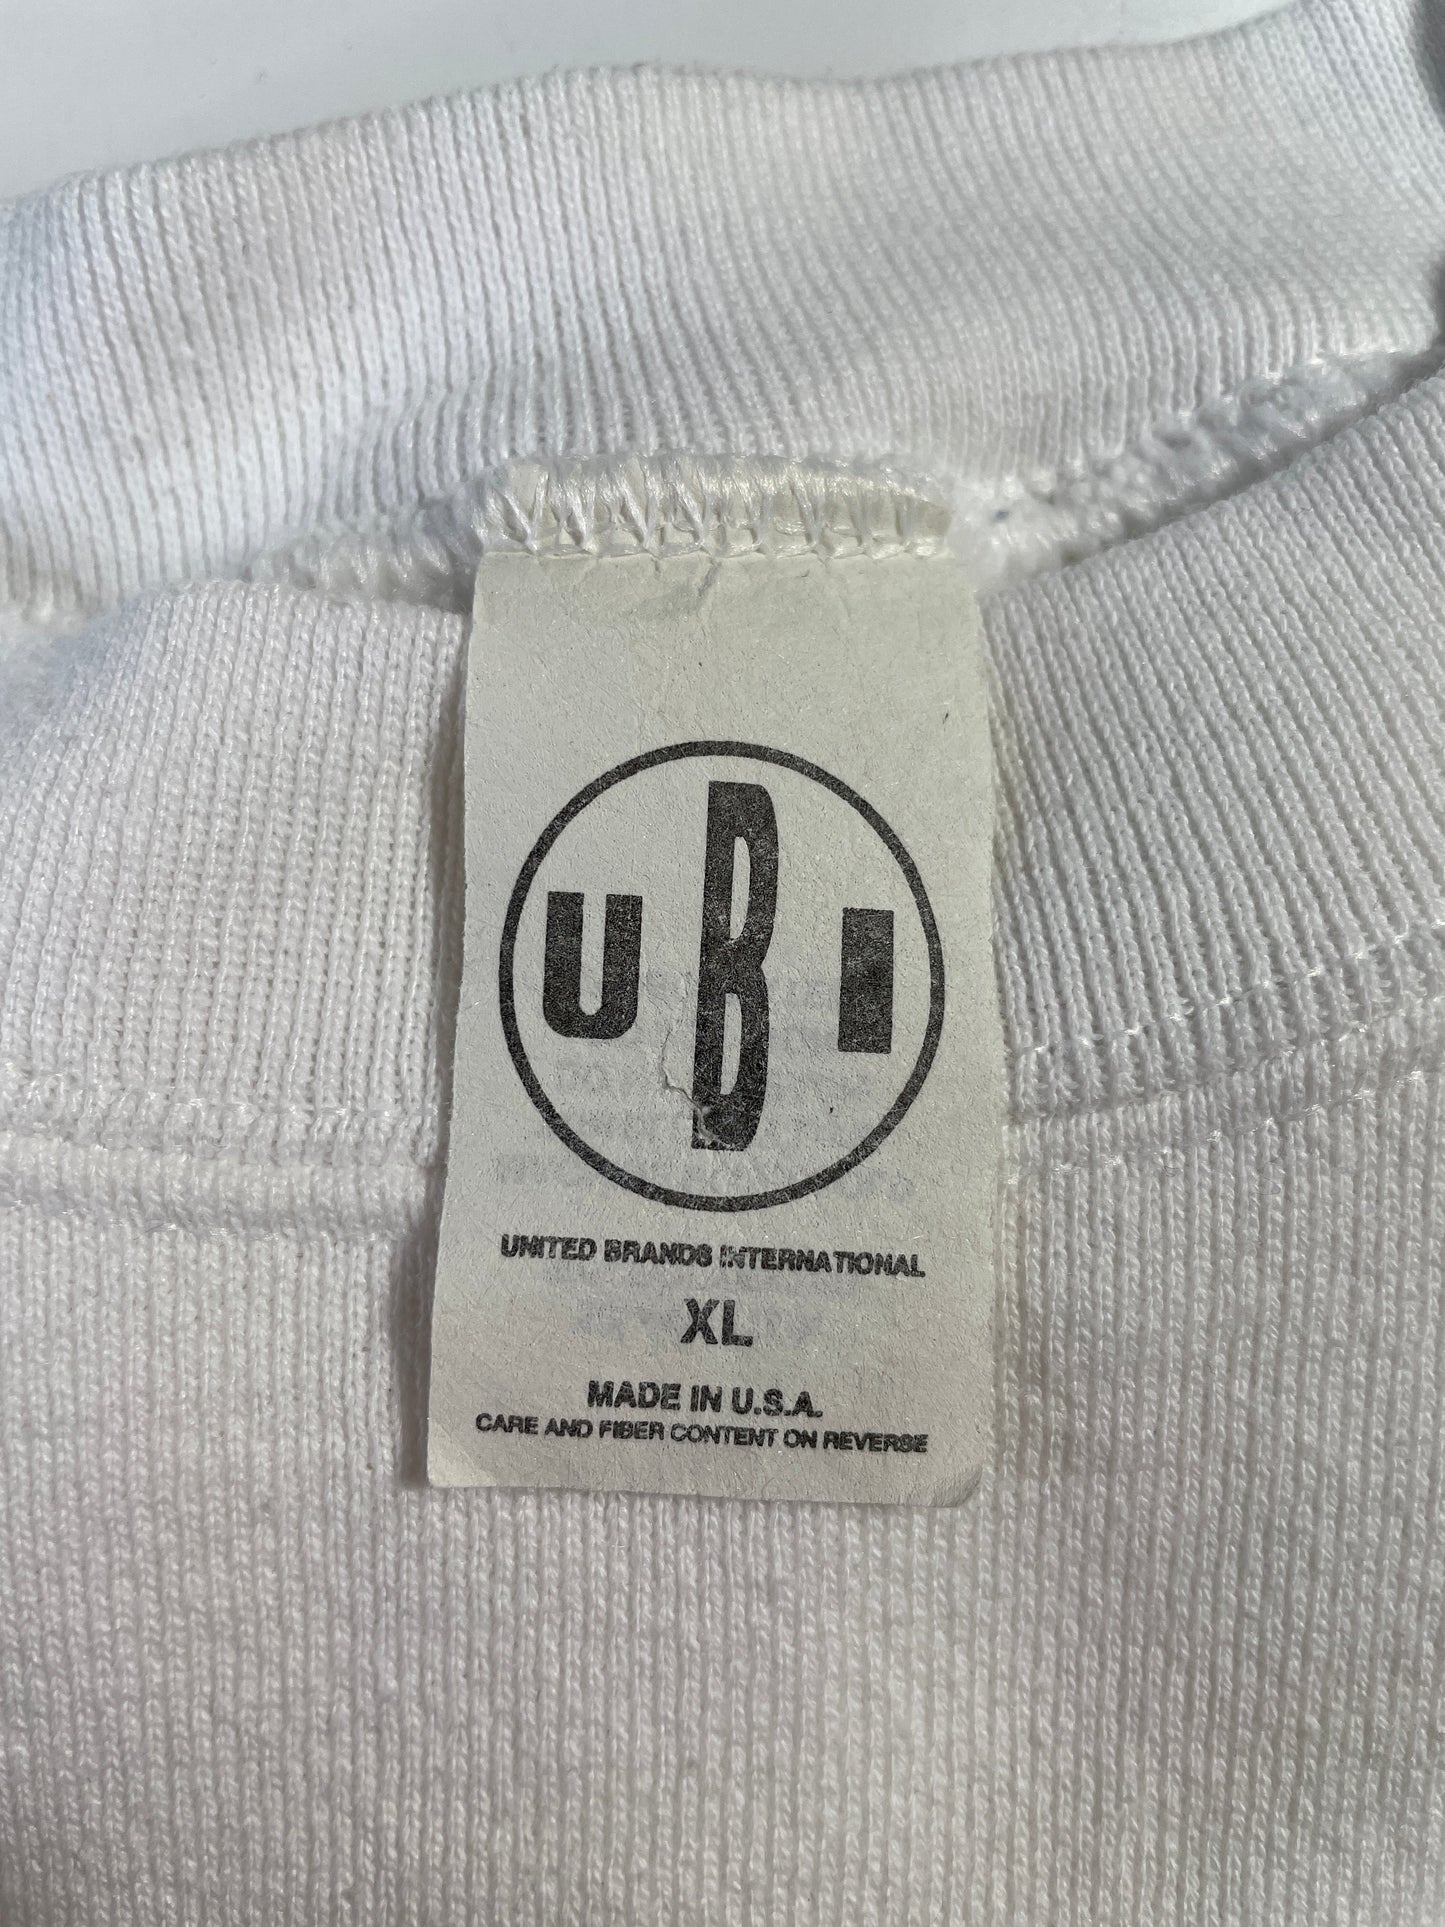 UBI
UNITED BRANDS INTERNATIONAL
XL
MADE IN U.S.A.
CARE AND FIBER CONTENT ON REVERSE